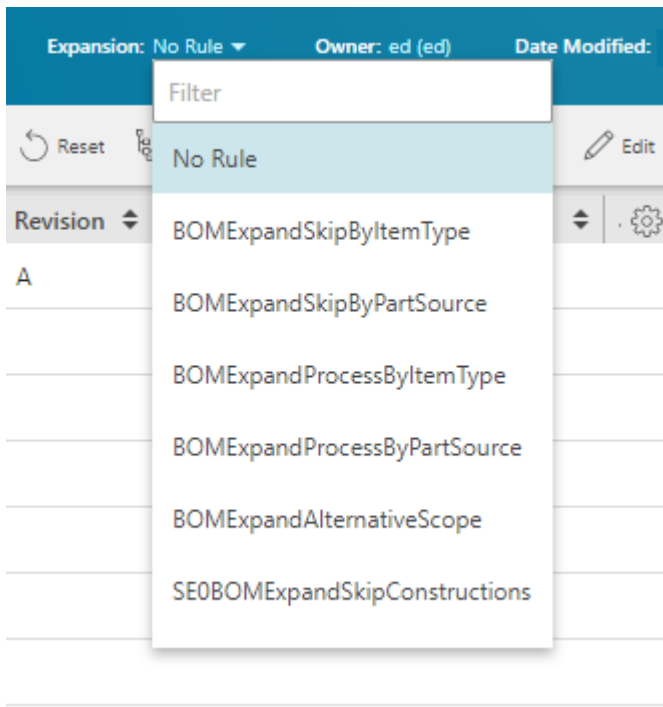 Expansion: No Rule Owner: ed (ed) Date Modified:
Filter
Reset Edit
No Rule
Revision
BOMExpandSkipByItemType
A
BOMExpandSkipByPartSource
BOMExpandProcessByItemType
BOMExpandProcessByPartSource
BOMExpandAlternativeScope
SE0BOMExpandSkipConstructions